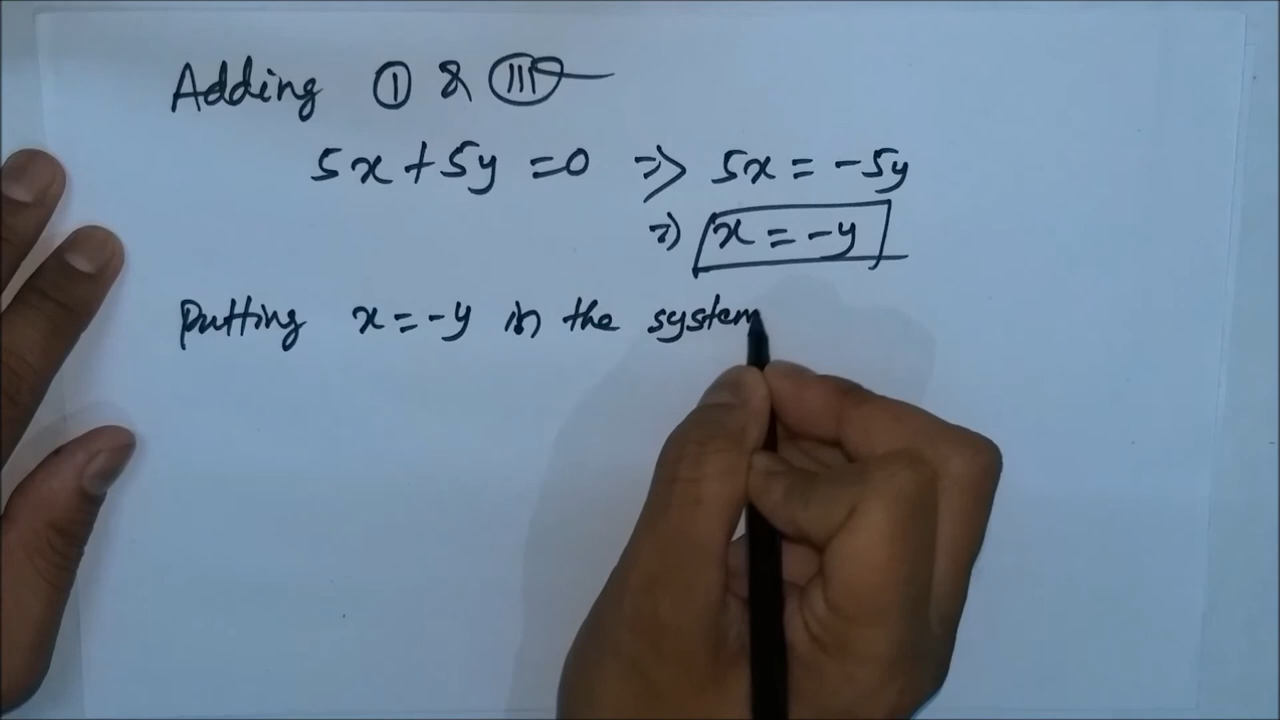 Adding ① & Ⅲ
5x + 5y = 0 ⇒ 5x = -5y
⇒ x = -y
Putting x = -y in the system